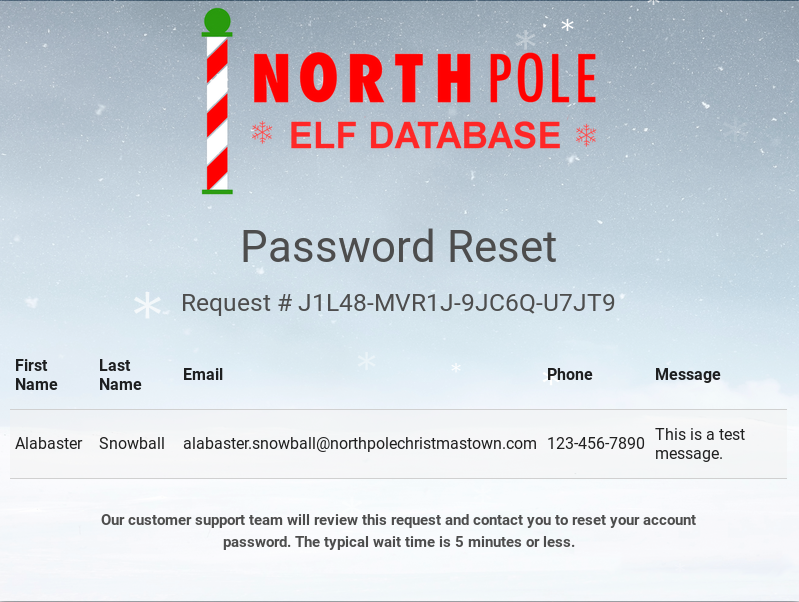 NORTH POLE
ELF DATABASE
Password Reset
Request # J1L48-MVR1J-9JC6Q-U7JT9
First Name Last Name Email Phone Message
Alabaster Snowball alabaster.snowball@northpolechristmastown.com 123-456-7890 This is a test message.
Our customer support team will review this request and contact you to reset your account
password. The typical wait time is 5 minutes or less.